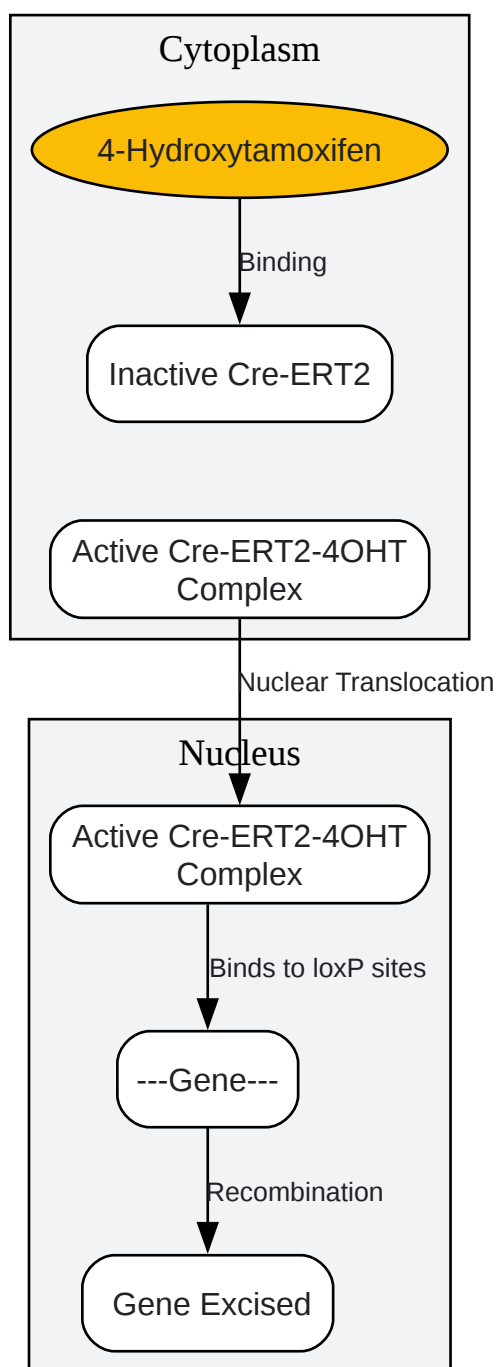 Cytoplasm
4-Hydroxytamoxifen
Binding
Inactive Cre-ERT2
Active Cre-ERT2-4OHT
Complex
Nuclear Translocation
Nucleus
Active Cre-ERT2-4OHT
Complex
Binds to loxP sites
---Gene---
Recombination
Gene Excised